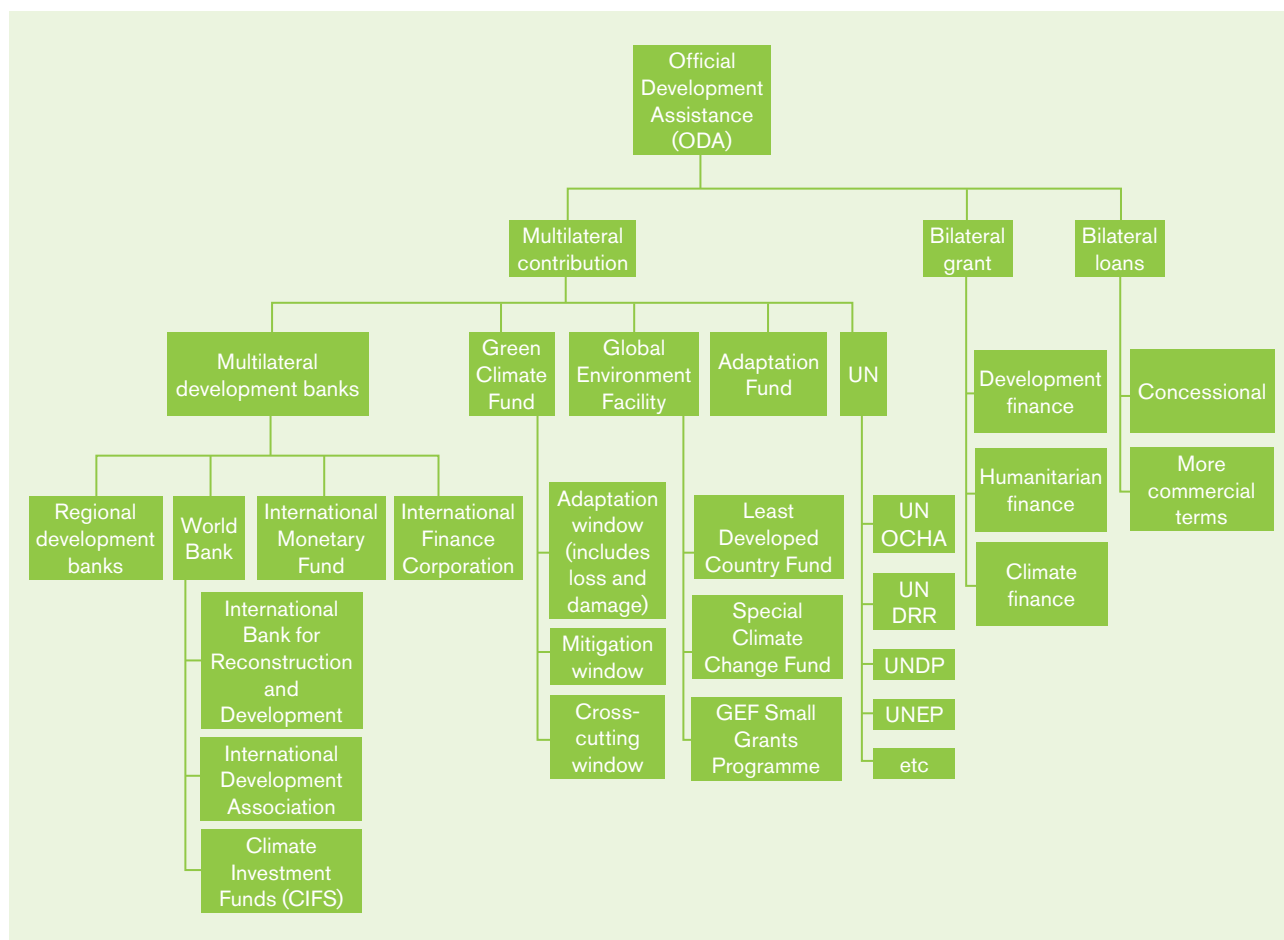 Official
Development
Assistance
(ODA)
Multilateral
contribution
Bilateral
grant
Bilateral
loans
Multilateral
development banks
Green
Climate
Fund
Global
Environment
Facility
Adaptation
Fund
UN
Development
finance
Concessional
Regional
development
banks
World
Bank
International
Monetary
Fund
International
Finance
Corporation
Adaptation
window
(includes
loss and
damage)
Least
Developed
Country Fund
UN
OCHA
Humanitarian
finance
More
commercial
terms
International
Bank for
Reconstruction
and
Development
Mitigation
window
Special
Climate
Change Fund
UN
DRR
Climate
finance
UNDP
International
Development
Association
Cross-
cutting
window
GEF Small
Grants
Programme
UNEP
etc
Climate
Investment
Funds (CIFS)